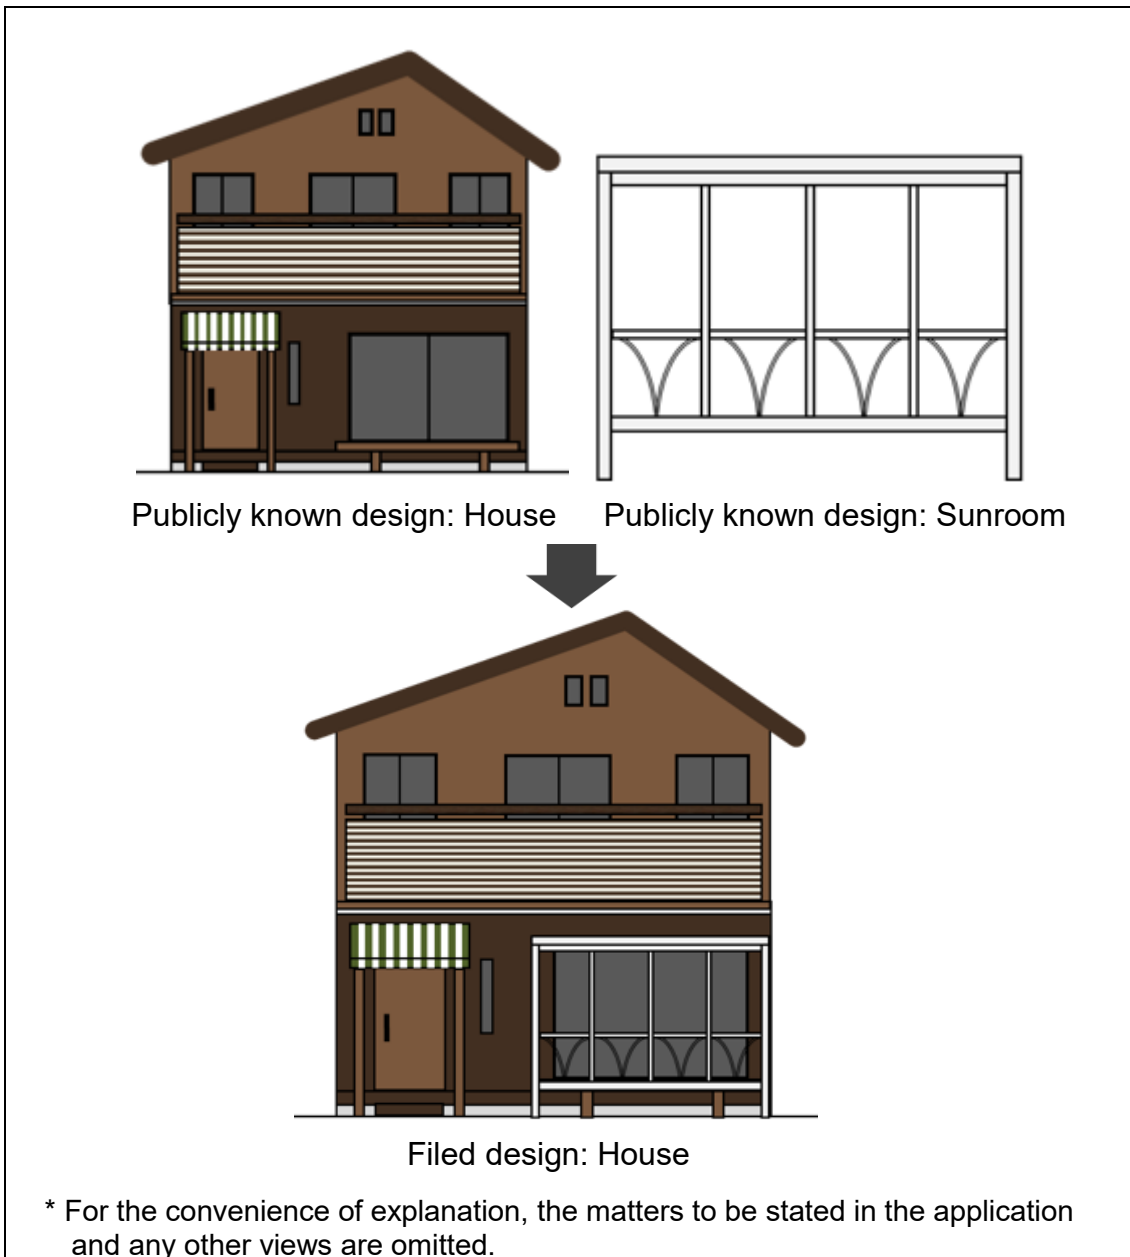 Publicly known design: House
Publicly known design: Sunroom
Filed design: House
* For the convenience of explanation, the matters to be stated in the application
and any other views are omitted.